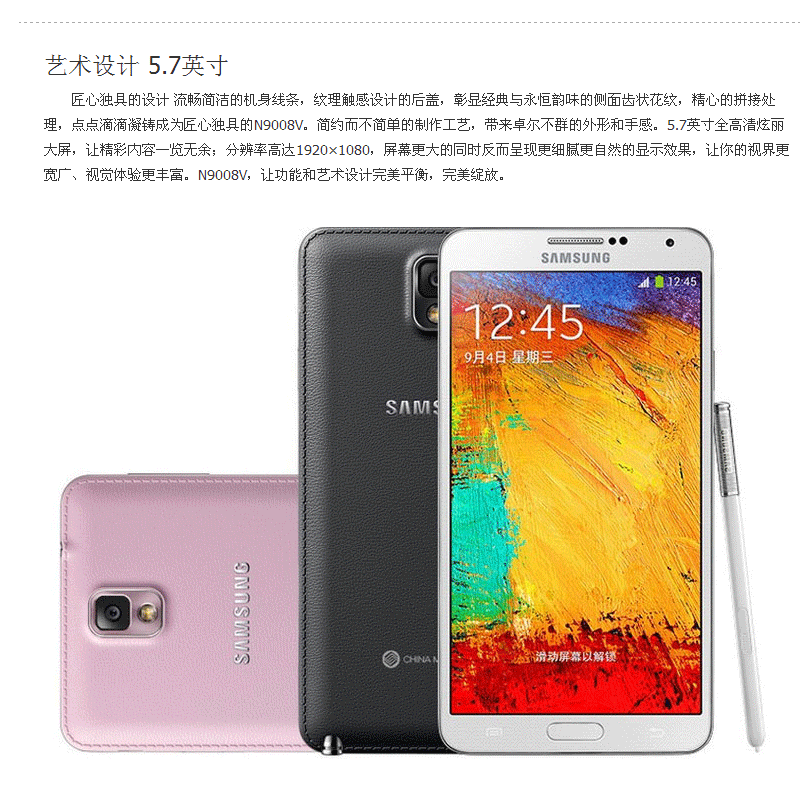 艺术设计 5.7英寸
匠心独具的设计 流畅简洁的机身线条，纹理触感设计的后盖，彰显经典与永恒韵味的侧面齿状花纹，精心的拼接处
理，点点滴滴凝铸成为匠心独具的N9008V。简约而不简单的制作工艺，带来卓尔不群的外形和手感。5.7英寸全高清炫丽
大屏，让精彩内容一览无余；分辨率高达1920×1080，屏幕更大的同时反而呈现更细腻更自然的显示效果，让你的视界更
宽广、视觉体验更丰富。N9008V，让功能和艺术设计完美平衡，完美绽放。
SAMSUNG
12:45
12:45
9月4日 星期三
SAMS
SAMSUNG
SAMSUNG
CHINA M
滑动屏幕以解锁